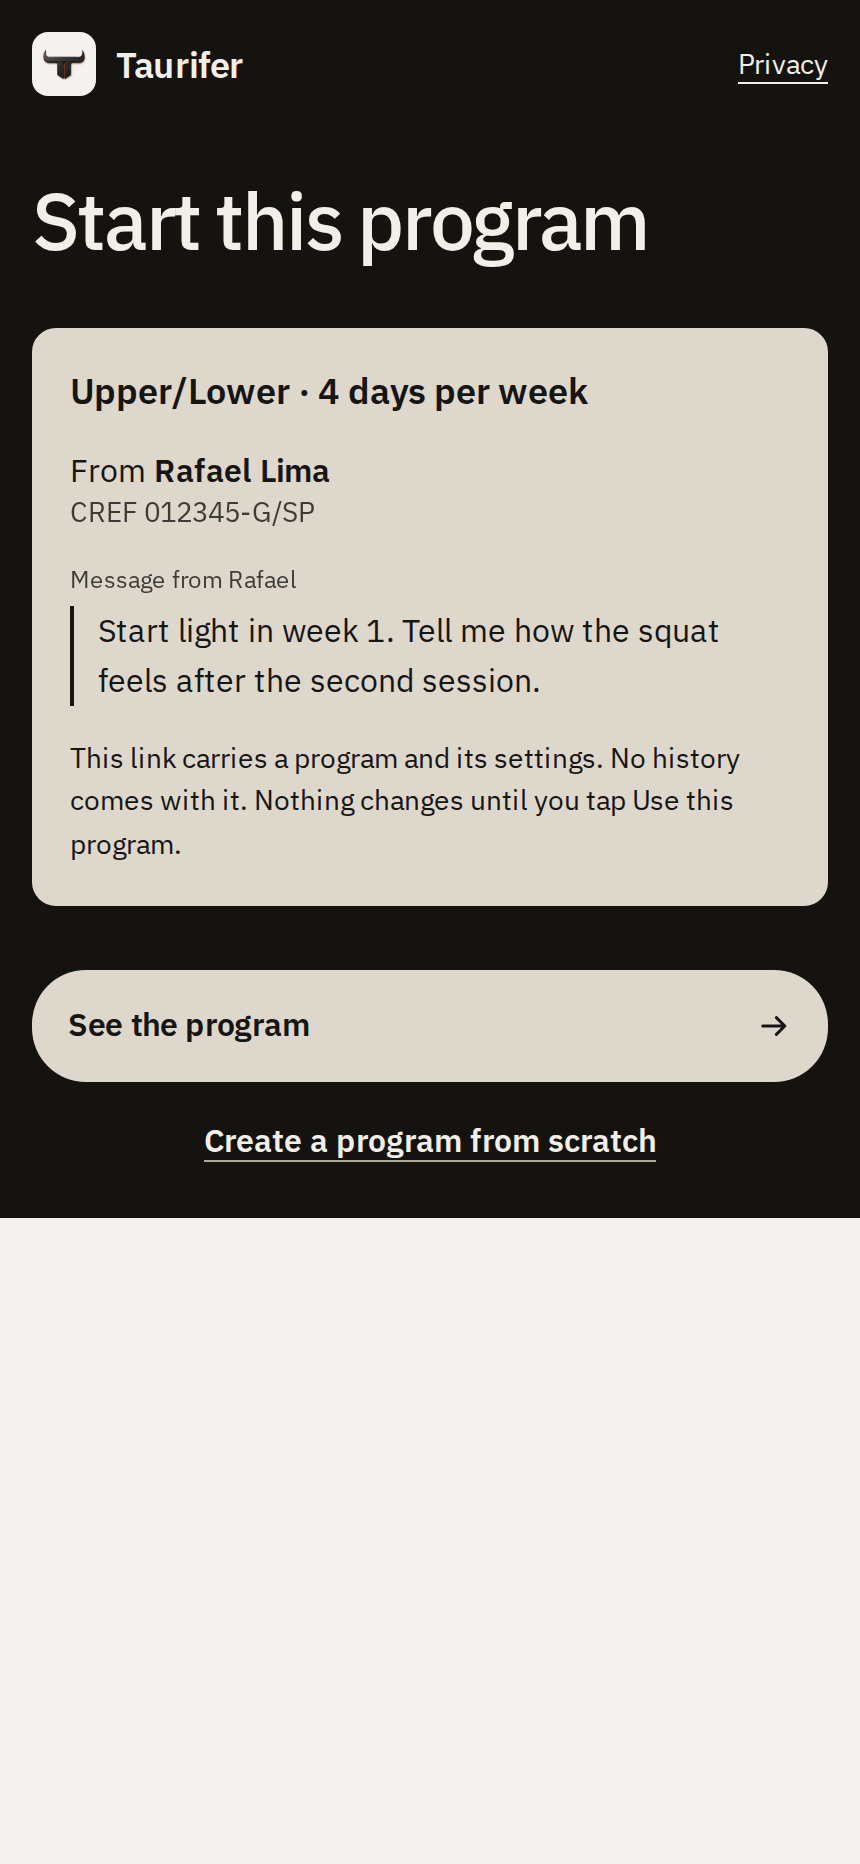 Taurifer
Privacy
Start this program
Upper/Lower · 4 days per week
From Rafael Lima
CREF 012345-G/SP
Message from Rafael
Start light in week 1. Tell me how the squat
feels after the second session.
This link carries a program and its settings. No history
comes with it. Nothing changes until you tap Use this
program.
See the program
Create a program from scratch